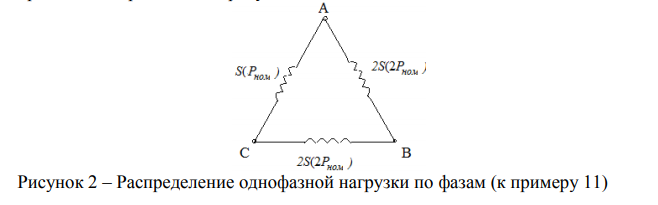 A
S(Pном)
2S(2Pном)
C
B
2S(2Pном)
Рисунок 2 – Распределение однофазной нагрузки по фазам (к примеру 11)